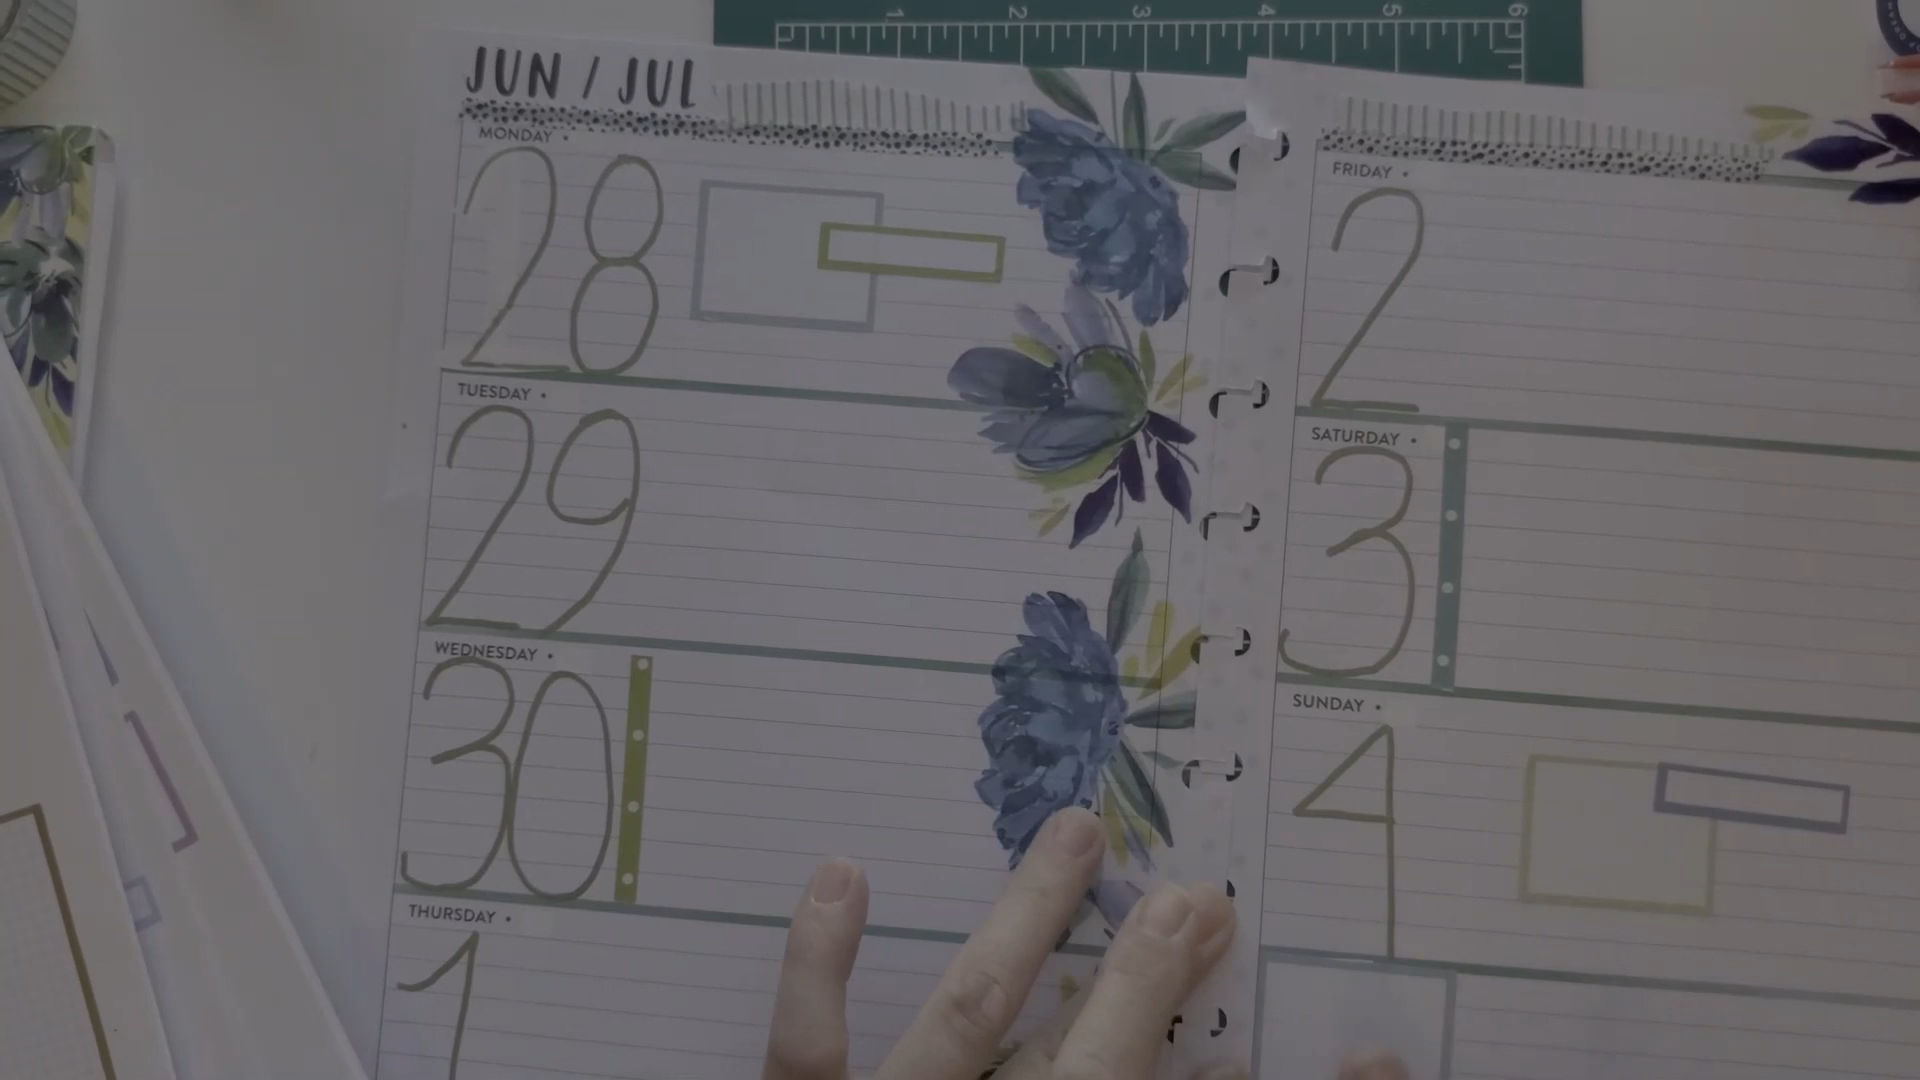 1 2 3 4 5 6
JUN / JUL
MONDAY •
28
TUESDAY •
29
WEDNESDAY •
30
THURSDAY •
1
FRIDAY •
2
SATURDAY •
3
SUNDAY •
4